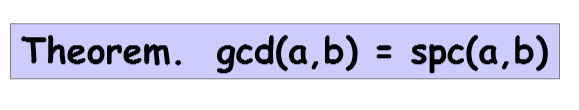 Theorem. gcd(a,b) = spc(a,b)